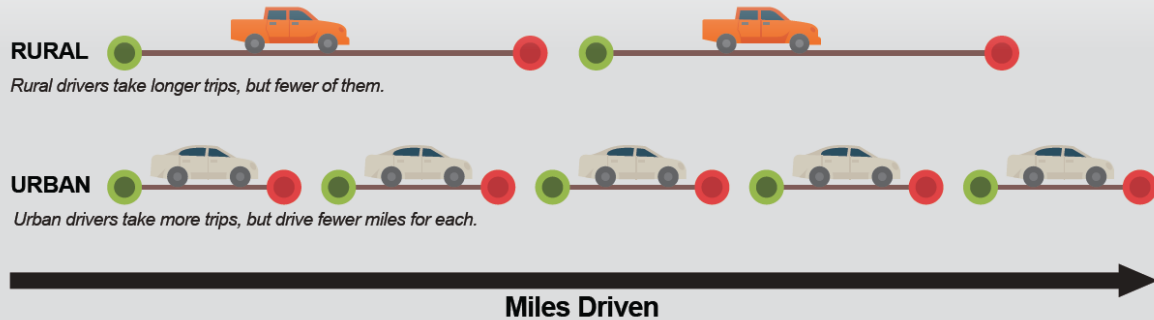 RURAL
Rural drivers take longer trips, but fewer of them.
URBAN
Urban drivers take more trips, but drive fewer miles for each.
Miles Driven